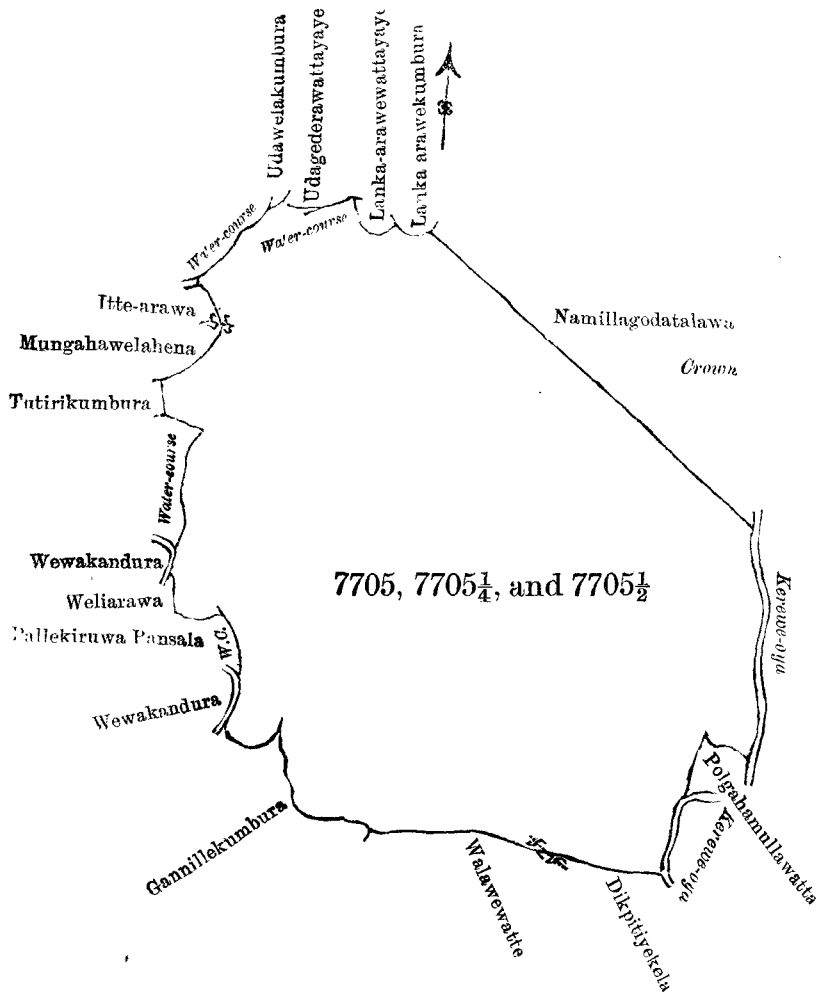 Udawelakumbura
Udagederawattayaye
Lanka-arawewattayaye
Lanka arawekumbura
Water-course
Water-course
Itte-arawa
Mungahawelahena
Tutirikumbura
Water-course
Wewakandura
Weliarawa
Pallekiruwa Pansala
W.C.
Wewakandura
Gannillekumbura
Walawewatte
Dikpitiyekela
Kerewe-oya
Polgahamullawatta
Kerewe-oya
Namillagodatalawa
Crown
7705, 7705¼, and 7705½